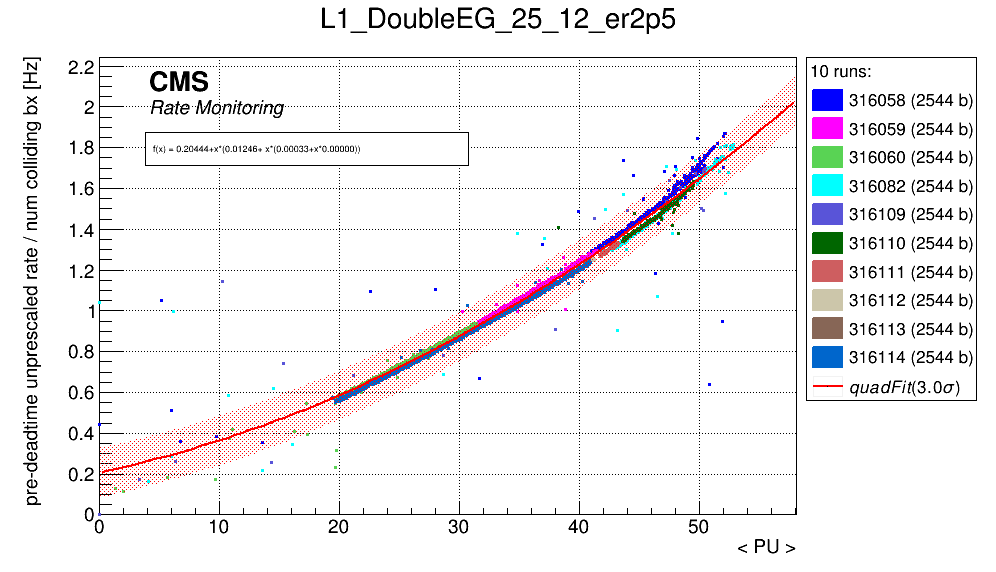 L1_DoubleEG_25_12_er2p5
pre-deadtime unprescaled rate / num colliding bx [Hz]
2.2
2
1.8
1.6
1.4
1.2
1
0.8
0.6
0.4
0.2
0
CMS
Rate Monitoring
f(x) = 0.20444+x*(0.01246+ x*(0.00033+x*0.00000))
0 10 20 30 40 50
< PU >
10 runs:
316058 (2544 b)
316059 (2544 b)
316060 (2544 b)
316082 (2544 b)
316109 (2544 b)
316110 (2544 b)
316111 (2544 b)
316112 (2544 b)
316113 (2544 b)
316114 (2544 b)
quadFit(3.0σ)